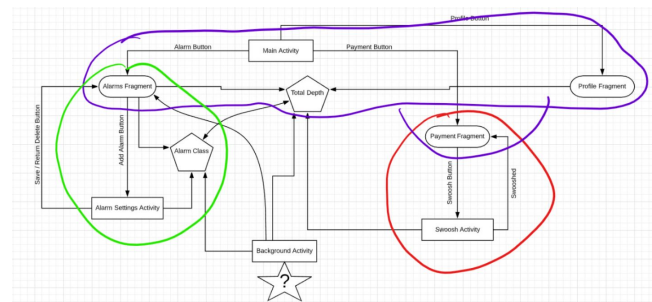 Profile Button
Main Activity
Alarm Button
Payment Button
Alarms Fragment
Total Depth
Profile Fragment
Payment Fragment
Save / Return Delete Button
Add Alarm Button
Alarm Class
Swoosh Button
Swooshed
Alarm Settings Activity
Swoosh Activity
Background Activity
?